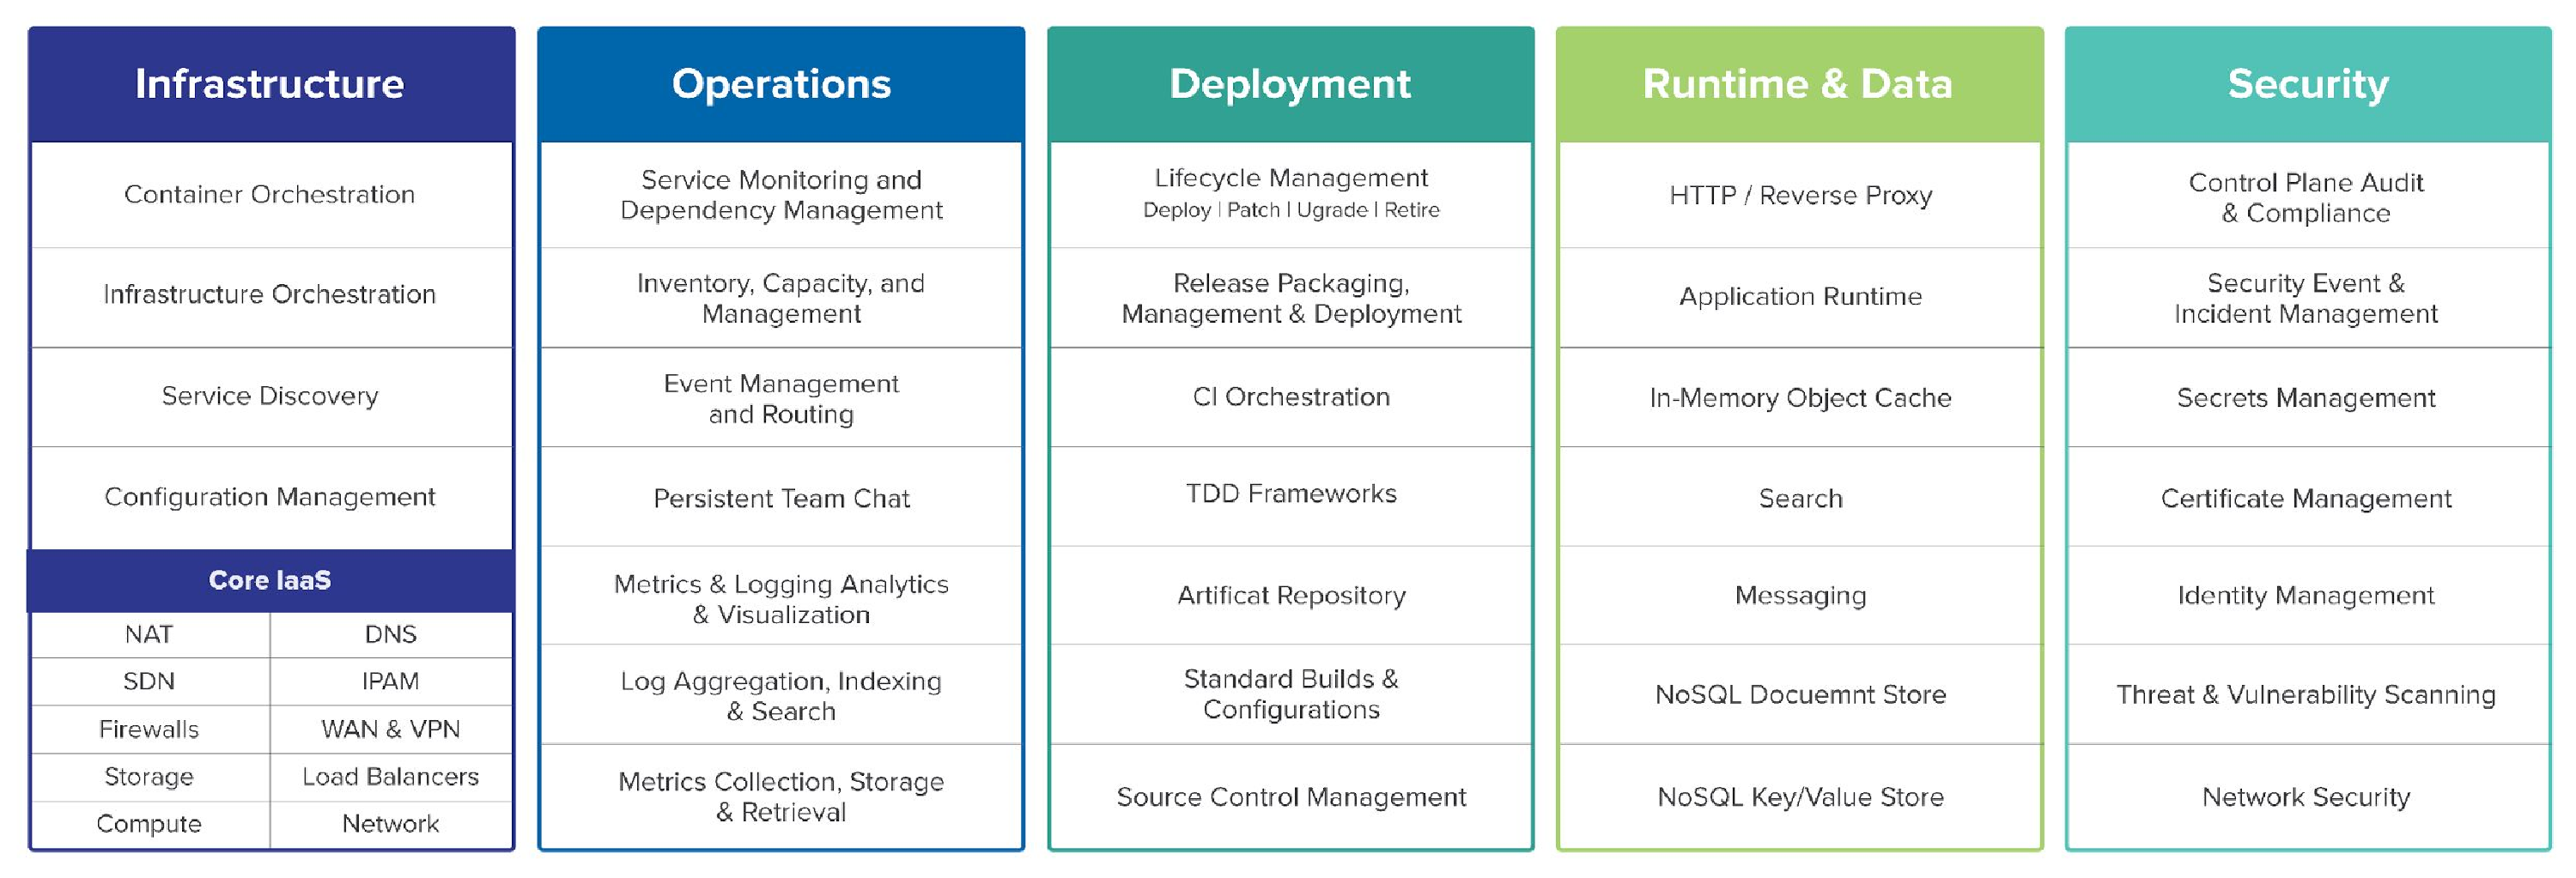 Infrastructure
Container Orchestration
Infrastructure Orchestration
Service Discovery
Configuration Management
Core IaaS
NAT
DNS
SDN
IPAM
Firewalls
WAN & VPN
Storage
Load Balancers
Compute
Network
Operations
Service Monitoring and
Dependency Management
Inventory, Capacity, and
Management
Event Management
and Routing
Persistent Team Chat
Metrics & Logging Analytics
& Visualization
Log Aggregation, Indexing
& Search
Metrics Collection, Storage
& Retrieval
Deployment
Lifecycle Management
Deploy | Patch | Ugrade | Retire
Release Packaging,
Management & Deployment
CI Orchestration
TDD Frameworks
Artificat Repository
Standard Builds &
Configurations
Source Control Management
Runtime & Data
HTTP / Reverse Proxy
Application Runtime
In-Memory Object Cache
Search
Messaging
NoSQL Docuemnt Store
NoSQL Key/Value Store
Security
Control Plane Audit
& Compliance
Security Event &
Incident Management
Secrets Management
Certificate Management
Identity Management
Threat & Vulnerability Scanning
Network Security